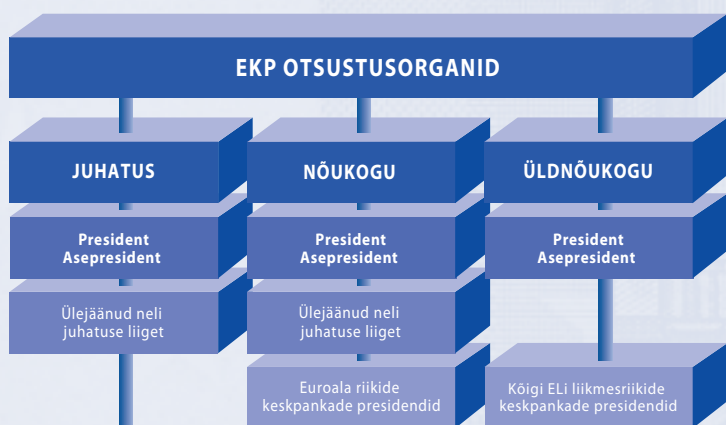 EKP OTSUSTUSORGANID
JUHATUS
President
Asepresident
Ülejäänud neli
juhatuse liiget
NÕUKOGU
President
Asepresident
Ülejäänud neli
juhatuse liiget
Euroala riikide
keskpankade presidendid
ÜLDNÕUKOGU
President
Asepresident
Kõigi ELi liikmesriikide
keskpankade presidendid